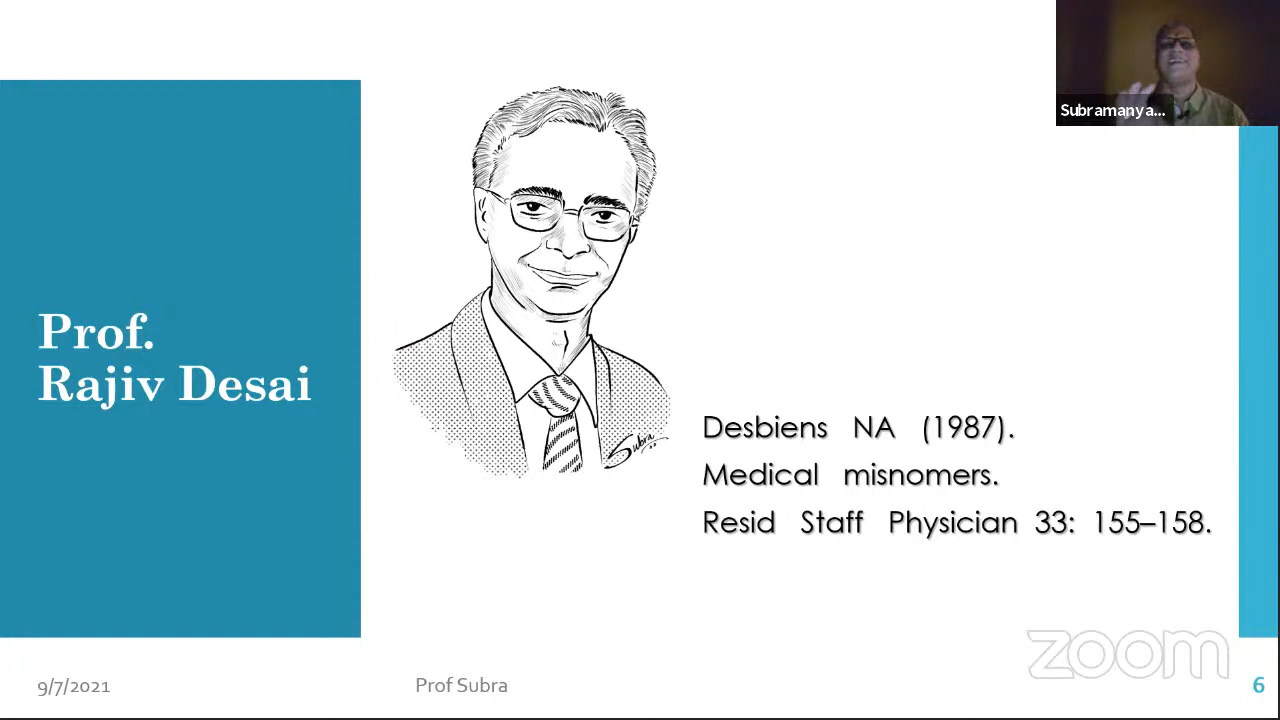 Subramanya...
Prof.
Rajiv Desai
Subra
Desbiens NA (1987).
Medical misnomers.
Resid Staff Physician 33: 155–158.
zoom
9/7/2021
Prof Subra
6